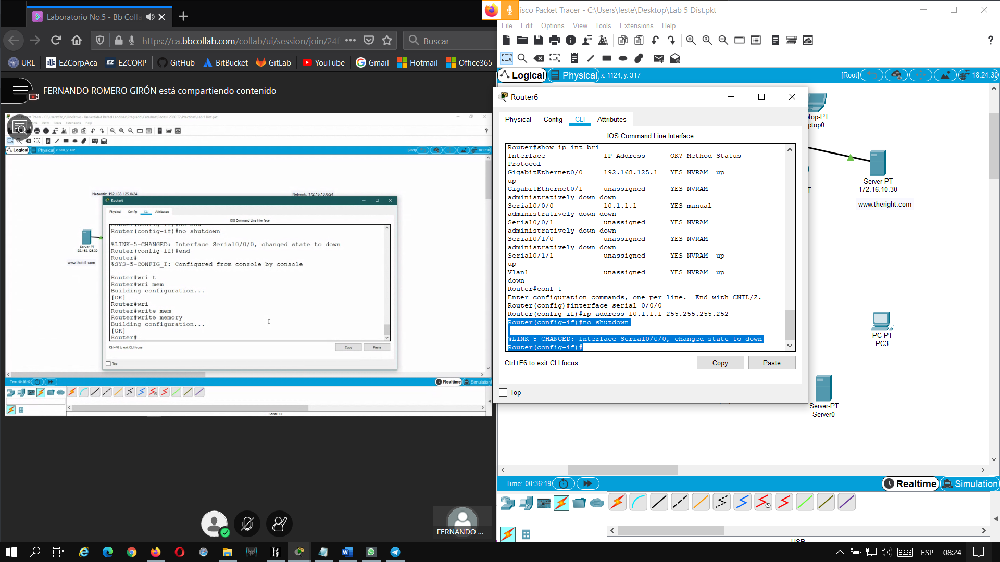 Laboratorio No.5 - Bb Colla
https://ca.bbcollab.com/collab/ui/session/join/24f
Buscar
URL
EZCorpAca
EZCORP
GitHub
BitBucket
GitLab
YouTube
Gmail
Hotmail
Office365
FERNANDO ROMERO GIRÓN está compartiendo contenido
Logical
Physical
x: 560, y: 402
[Root]
Network: 192.168.125.0/24
Network: 172.16.10.0/24
Server-PT
192.168.125.30
www.theleft.com
Router6
Physical
Config
CLI
Attributes
IOS Command Line Interface
Router(config-if)#no shutdown
%LINK-5-CHANGED: Interface Serial0/0/0, changed state to down
Router(config-if)#end
Router#
%SYS-5-CONFIG_I: Configured from console by console
Router#wri t
Router#wri mem
Building configuration...
[OK]
Router#wri
Router#write mem
Router#write memory
Building configuration...
[OK]
Router#
Ctrl+F6 to exit CLI focus
Copy
Paste
Top
Time: 00:35:40
Realtime
Simulation
Serial DCE
FERNANDO ...
isco Packet Tracer - C:\Users\leste\Desktop\Lab 5 Dist.pkt
File
Edit
Options
View
Tools
Extensions
Help
Logical
Physical
x: 1124, y: 317
[Root]
18:24:30
Router6
Physical
Config
CLI
Attributes
IOS Command Line Interface
Router#show ip int bri
Interface IP-Address OK? Method Status
Protocol
GigabitEthernet0/0 192.168.125.1 YES NVRAM up
up
GigabitEthernet0/1 unassigned YES NVRAM
administratively down down
Serial0/0/0 10.1.1.1 YES manual
administratively down down
Serial0/0/1 unassigned YES NVRAM
administratively down down
Serial0/1/0 unassigned YES NVRAM
administratively down down
Serial0/1/1 unassigned YES NVRAM up
up
Vlan1 unassigned YES NVRAM up
down
Router#conf t
Enter configuration commands, one per line. End with CNTL/Z.
Router(config)#interface serial 0/0/0
Router(config-if)#ip address 10.1.1.1 255.255.255.252
Router(config-if)#no shutdown
%LINK-5-CHANGED: Interface Serial0/0/0, changed state to down
Router(config-if)#
Ctrl+F6 to exit CLI focus
Copy
Paste
Top
top-PT
ptop0
Server-PT
172.16.10.30
www.theright.com
PC-PT
PC3
Server-PT
Server0
Time: 00:36:19
Realtime
Simulation
USB
ESP
08:24